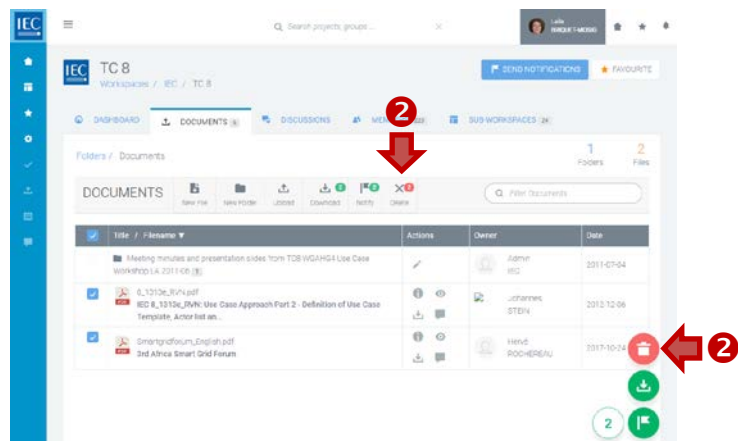 IEC
Search projects, groups ...
Leila
IEC
TC 8
Workspaces / IEC / TC 8
SEND NOTIFICATIONS
FAVOURITE
2
DASHBOARD
DOCUMENTS
DISCUSSIONS
SUB-WORKSPACES
Folders / Documents
1
Folders
2
Files
DOCUMENTS
New File
New Folder
Upload
Download
Notify
Delete
Filter Documents
Title / Filename
Actions
Owner
Date
Meeting minutes and presentation slides from TC8 WGAHG4 Use Case
Workshop LA 2011-06
Admin
IEC
2011-07-04
8_1313e_RVN.pdf
IEC 8_1313e_RVN: Use Case Approach Part 2 - Definition of Use Case
Template, Actor list an...
Johannes
STEIN
2012-12-06
Smartgridforum_English.pdf
3rd Africa Smart Grid Forum
Hervé
ROCHEREAU
2017-10-24
2
2